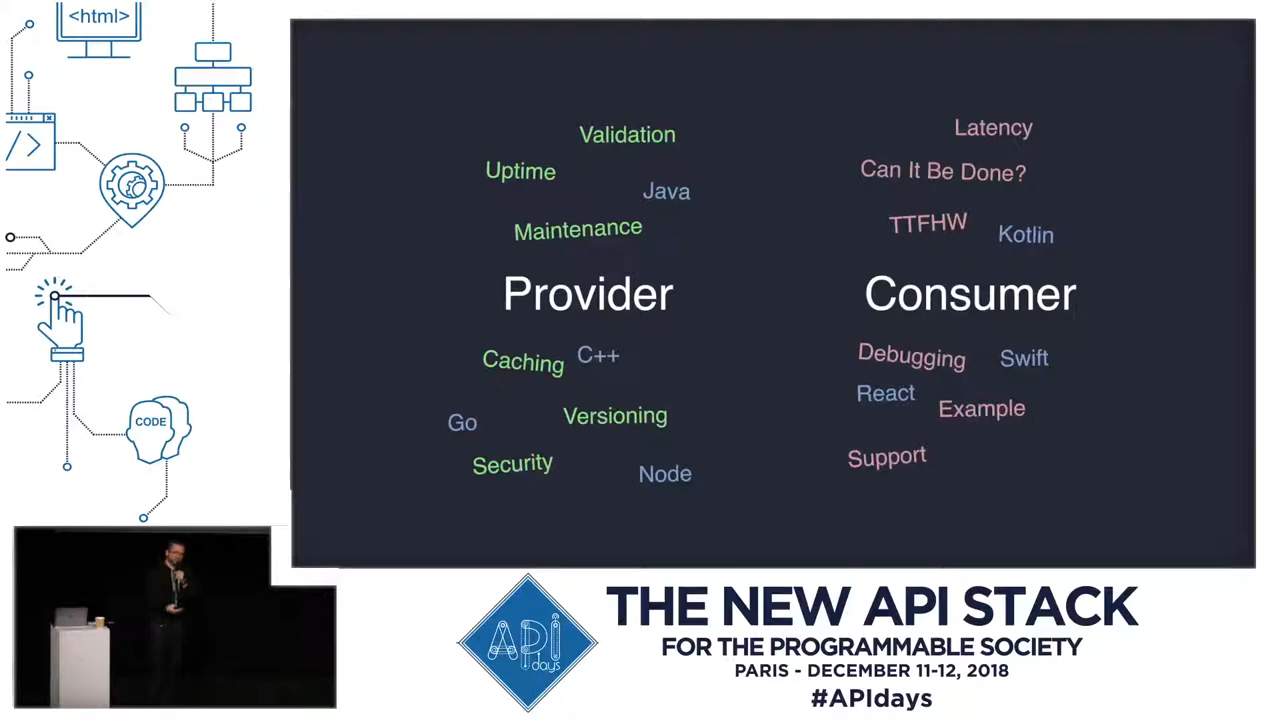 <html>
</>
CODE
Validation
Uptime
Java
Maintenance
Provider
Caching
C++
Go
Versioning
Security
Node
Latency
Can It Be Done?
TTFHW
Kotlin
Consumer
Debugging
Swift
React
Example
Support
API
days
THE NEW API STACK
FOR THE PROGRAMMABLE SOCIETY
PARIS - DECEMBER 11-12, 2018
#APIdays